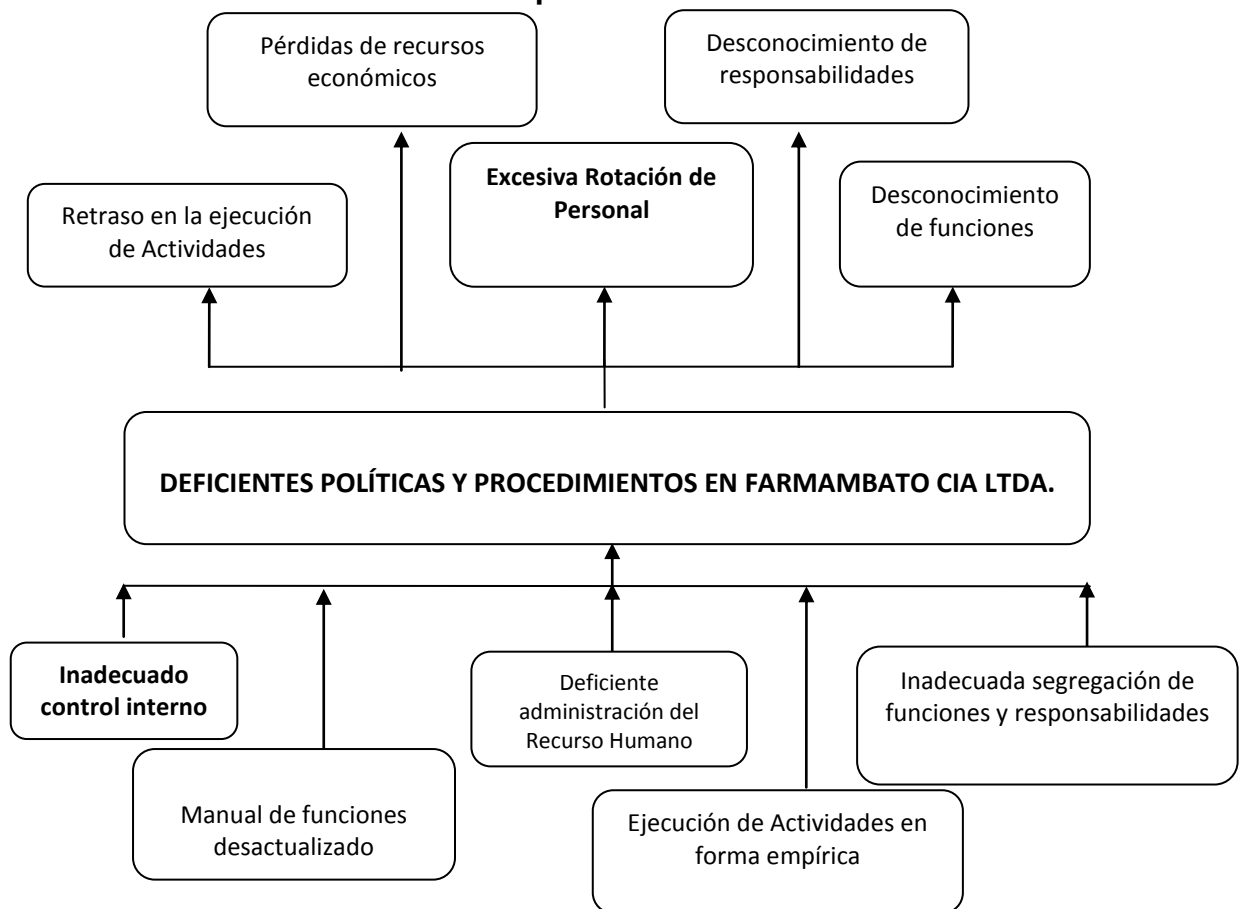 Pérdidas de recursos
económicos
Desconocimiento de
responsabilidades
Excesiva Rotación de
Personal
Retraso en la ejecución
de Actividades
Desconocimiento
de funciones
DEFICIENTES POLÍTICAS Y PROCEDIMIENTOS EN FARMAMBATO CIA LTDA.
Inadecuado
control interno
Deficiente
administración del
Recurso Humano
Inadecuada segregación de
funciones y responsabilidades
Manual de funciones
desactualizado
Ejecución de Actividades en
forma empírica